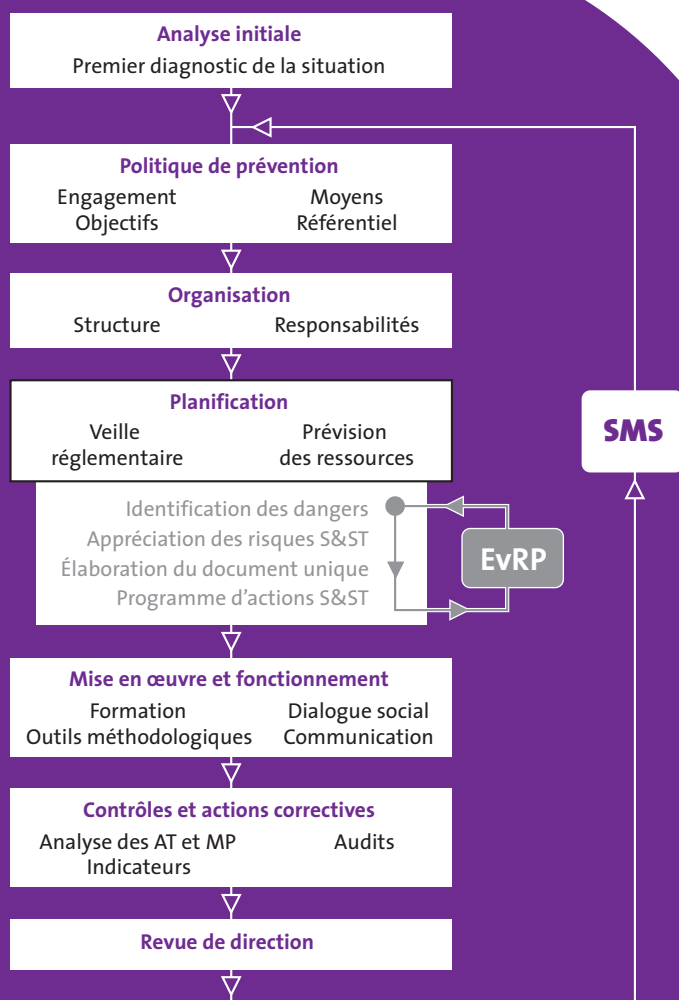 Analyse initiale
Premier diagnostic de la situation
Politique de prévention
Engagement
Objectifs
Moyens
Référentiel
Organisation
Structure
Responsabilités
Planification
Veille
réglementaire
Prévision
des ressources
SMS
Identification des dangers
Appréciation des risques S&ST
Élaboration du document unique
Programme d'actions S&ST
EvRP
Mise en œuvre et fonctionnement
Formation
Outils méthodologiques
Dialogue social
Communication
Contrôles et actions correctives
Analyse des AT et MP
Indicateurs
Audits
Revue de direction